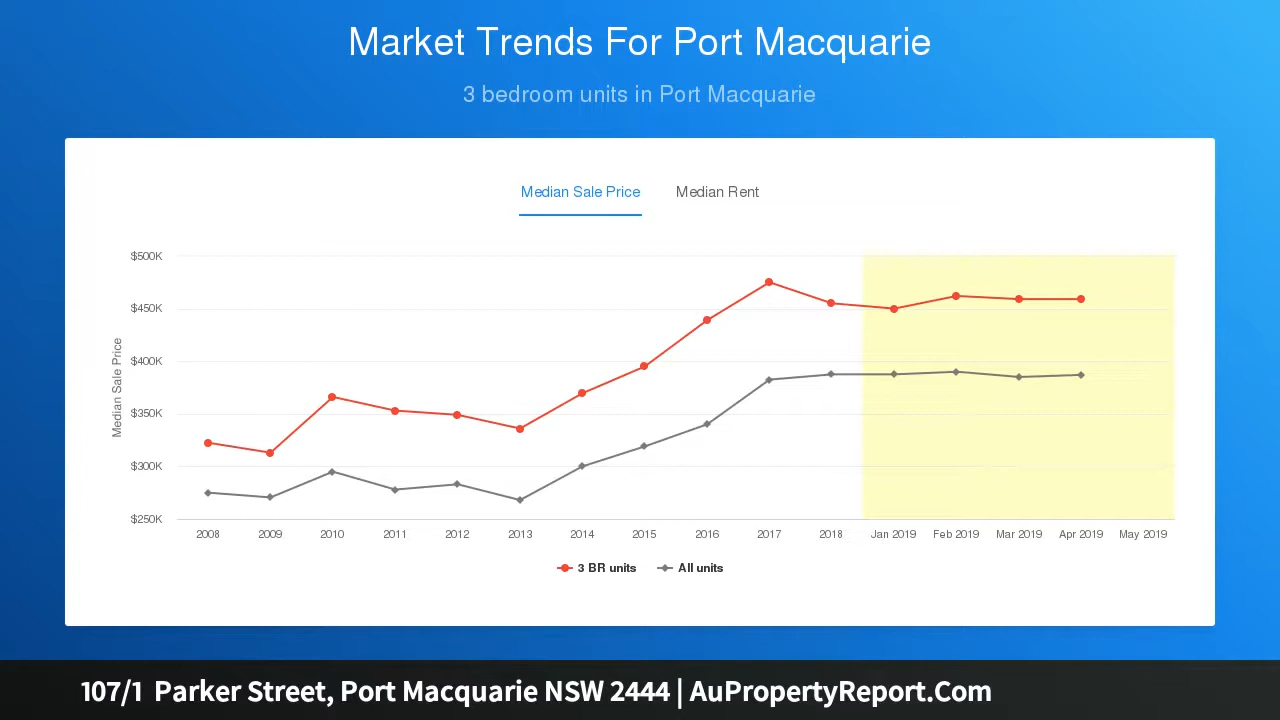 Market Trends For Port Macquarie
3 bedroom units in Port Macquarie
Median Sale Price Median Rent
$500K
$450K
$400K
$350K
$300K
$250K
Median Sale Price
2008 2009 2010 2011 2012 2013 2014 2015 2016 2017 2018 Jan 2019 Feb 2019 Mar 2019 Apr 2019 May 2019
3 BR units All units
107/1 Parker Street, Port Macquarie NSW 2444 | AuPropertyReport.Com